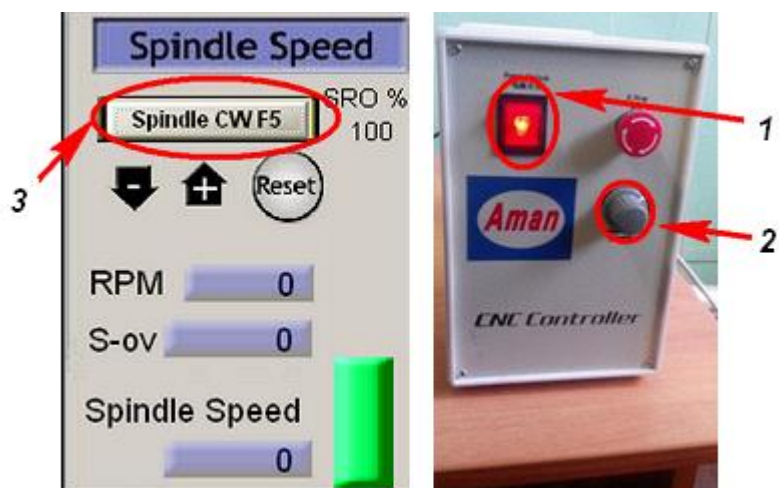 Spindle Speed
Spindle CW F5
SRO %
100
Reset
RPM 0
S-ov 0
Spindle Speed
0
3
1
2
Aman
CNC Controller